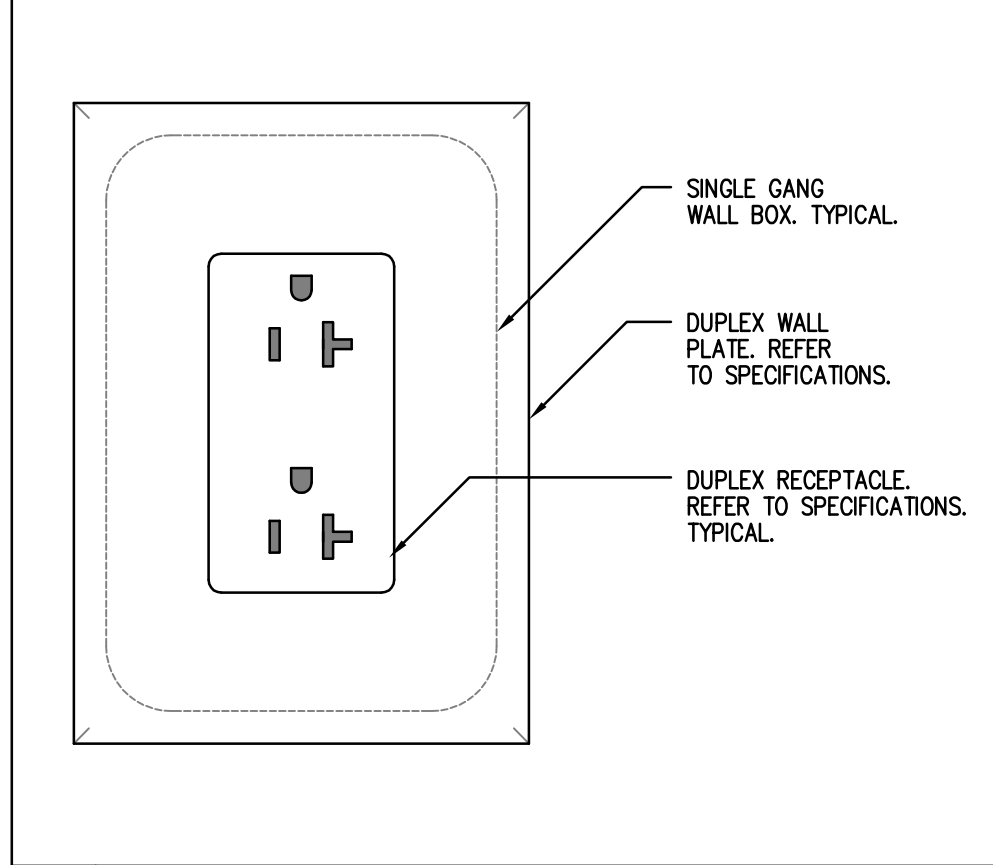 SINGLE GANG
WALL BOX. TYPICAL.
DUPLEX WALL
PLATE. REFER
TO SPECIFICATIONS.
DUPLEX RECEPTACLE.
REFER TO SPECIFICATIONS.
TYPICAL.